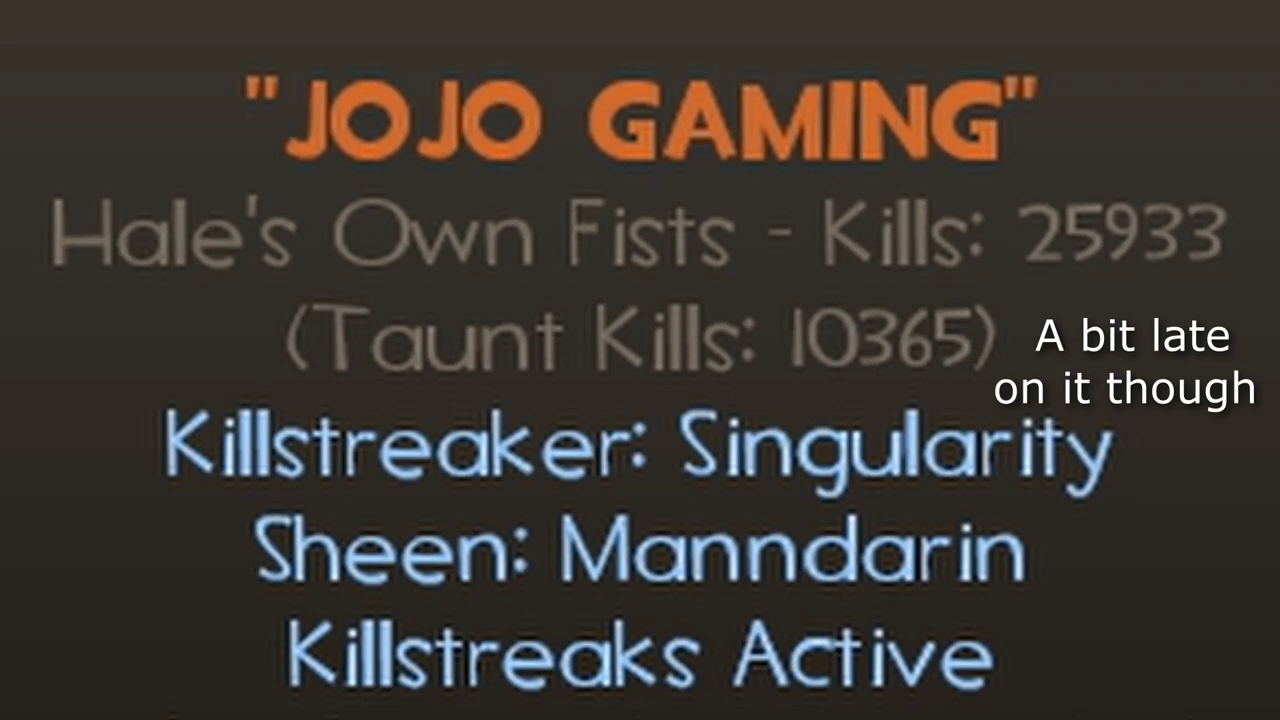 "JOJO GAMING"
Hale's Own Fists - Kills: 25933
(Taunt Kills: 10365)
A bit late
on it though
Killstreaker: Singularity
Sheen: Manndarin
Killstreaks Active